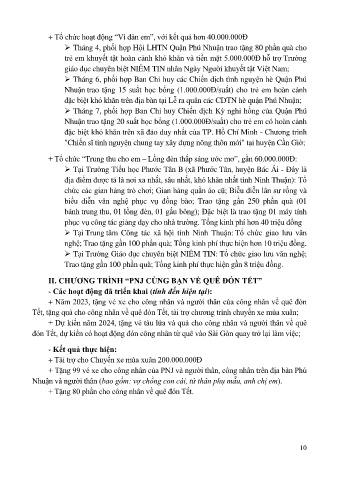 + Tổ chức hoạt động “Vì đàn em”, với kết quả hơn 40.000.000Đ
➢ Tháng 4, phối hợp Hội LHTN Quận Phú Nhuận trao tặng 80 phần quà cho
trẻ em khuyết tật hoàn cảnh khó khăn và tiền mặt 5.000.000Đ hỗ trợ Trường
giáo dục chuyên biệt NIỀM TIN nhân Ngày Người khuyết tật Việt Nam;
➢ Tháng 6, phối hợp Ban Chỉ huy các Chiến dịch tình nguyện hè Quận Phú
Nhuận trao tặng 15 suất học bổng (1.000.000Đ/suất) cho trẻ em hoàn cảnh
đặc biệt khó khăn trên địa bàn tại Lễ ra quân các CDTN hè quận Phú Nhuận;
➢ Tháng 7, phối hợp Ban Chỉ huy Chiến dịch Kỳ nghỉ hồng của Quận Phú
Nhuận trao tặng 20 suất học bổng (1.000.000Đ/suất) cho trẻ em có hoàn cảnh
đặc biệt khó khăn trên xã đảo duy nhất của TP. Hồ Chí Minh - Chương trình
"Chiến sĩ tình nguyện chung tay xây dựng nông thôn mới" tại huyện Cần Giờ;
+ Tổ chức “Trung thu cho em – Lồng đèn thắp sáng ước mơ”, gần 60.000.000Đ:
➢ Tại Trường Tiểu học Phước Tân B (xã Phước Tân, huyện Bác Ái - Đây là
địa điểm được tả là nơi xa nhất, sâu nhất, khó khăn nhất tỉnh Ninh Thuận): Tổ
chức các gian hàng trò chơi; Gian hàng quần áo cũ; Biểu diễn lân sư rồng và
biểu diễn văn nghệ phục vụ đồng bào; Trao tặng gần 250 phần quà (01
bánh trung thu, 01 lồng đèn, 01 gấu bông); Đặc biệt là trao tặng 01 máy tính
phục vụ công tác giảng dạy cho nhà trường. Tổng kinh phí hơn 40 triệu đồng
➢ Tại Trung tâm Công tác xã hội tỉnh Ninh Thuận: Tổ chức giao lưu văn
nghệ; Trao tặng gần 100 phần quà; Tổng kinh phí thực hiện hơn 10 triệu đồng.
➢ Tại Trường Giáo dục chuyên biệt NIỀM TIN: Tổ chức giao lưu văn nghệ;
Trao tặng gần 100 phần quà; Tổng kinh phí thực hiện gần 8 triệu đồng.
II. CHƯƠNG TRÌNH “PNJ CÙNG BẠN VỀ QUÊ ĐÓN TẾT”
- Các hoạt động đã triển khai (tính đến hiện tại):
+ Năm 2023, tặng vé xe cho công nhân và người thân của công nhân về quê đón
Tết, tặng quà cho công nhân về quê đón Tết, tài trợ chương trình chuyến xe mùa xuân;
+ Dự kiến năm 2024, tặng vé tàu lửa và quà cho công nhân và người thân về quê
đón Tết, dự kiến có hoạt động đón công nhân từ quê vào Sài Gòn quay trở lại làm việc;
- Kết quả thực hiện:
+ Tài trợ cho Chuyến xe mùa xuân 200.000.000Đ
+ Tặng 99 vé xe cho công nhân của PNJ và người thân, công nhân trên địa bàn Phú
Nhuận và người thân (bao gồm: vợ chồng con cái, tứ thân phụ mẫu, anh chị em).
+ Tặng 80 phần cho công nhân về quê đón Tết.
10